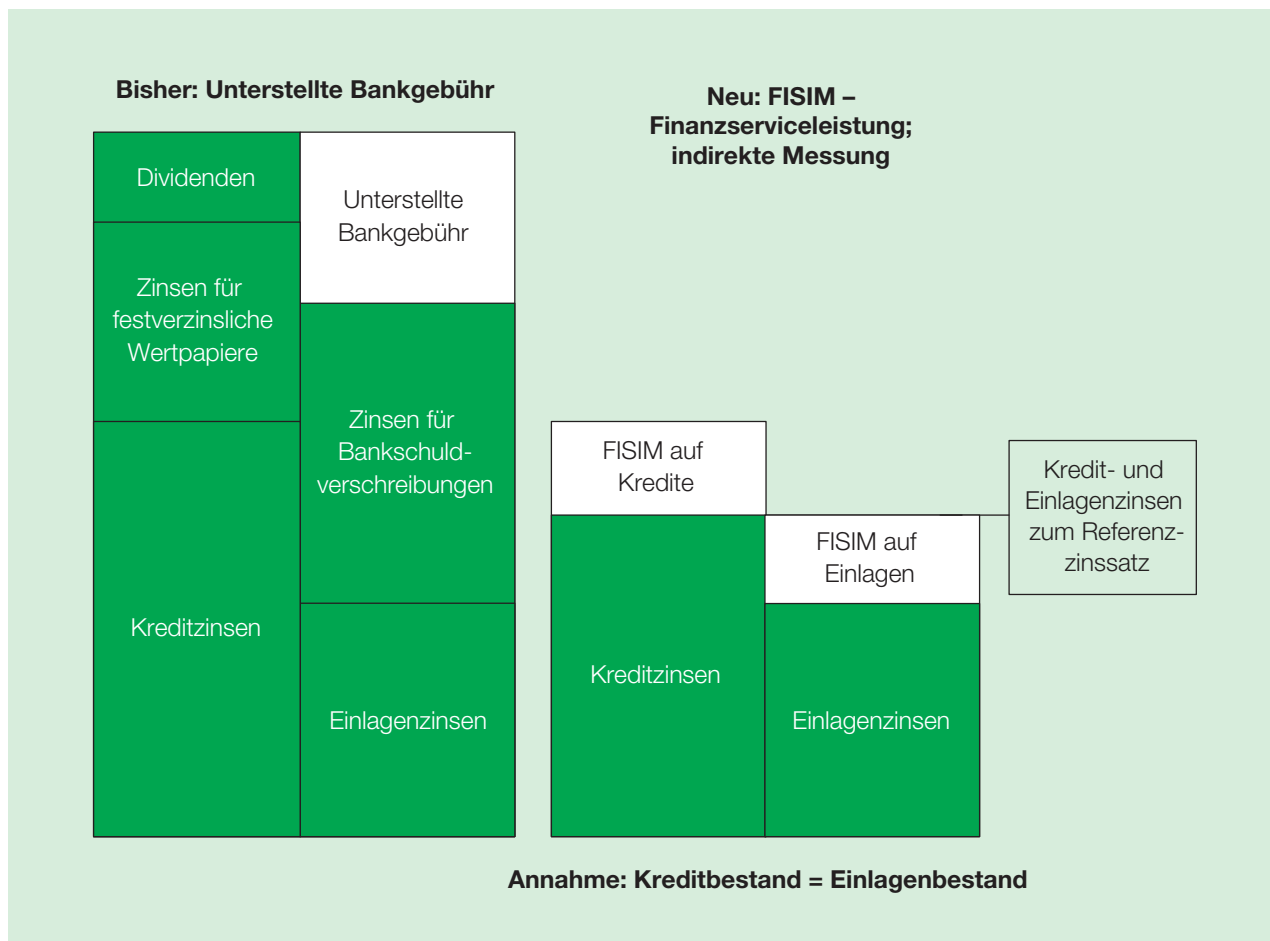 Bisher: Unterstellte Bankgebühr
Dividenden
Zinsen für
festverzinsliche
Wertpapiere
Kreditzinsen
Unterstellte
Bankgebühr
Zinsen für
Bankschuld-
verschreibungen
Einlagenzinsen
Neu: FISIM –
Finanzserviceleistung;
indirekte Messung
FISIM auf
Kredite
Kreditzinsen
FISIM auf
Einlagen
Einlagenzinsen
Kredit- und
Einlagenzinsen
zum Referenz-
zinssatz
Annahme: Kreditbestand = Einlagenbestand